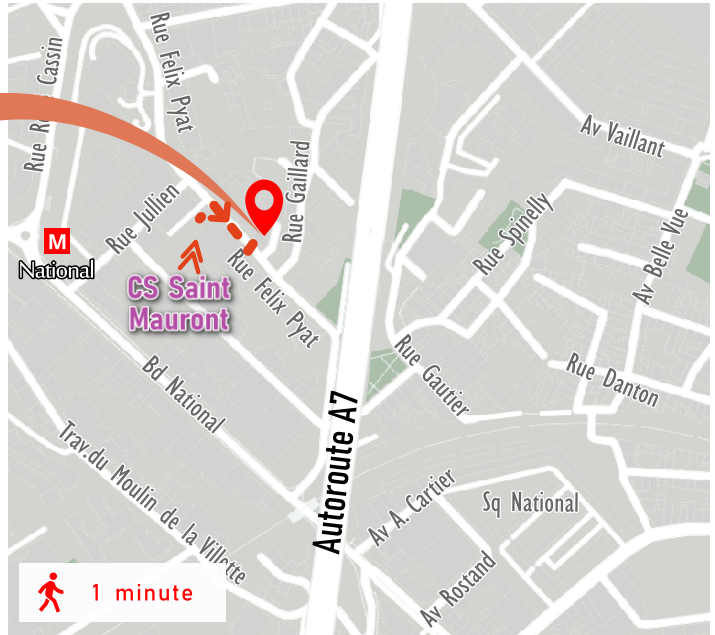 Rue Felix Pyat
Av Vaillant
Rue Gaillard
Rue Jullien
Rue Spinelly
Av Belle Vue
M
National
CS Saint
Mauront
Rue Felix Pyat
Bd National
Rue Gautier
Rue Danton
Autoroute A7
Trav.du Moulin de la Villette
Av A. Cartier
Sq National
Av Rostand
1 minute